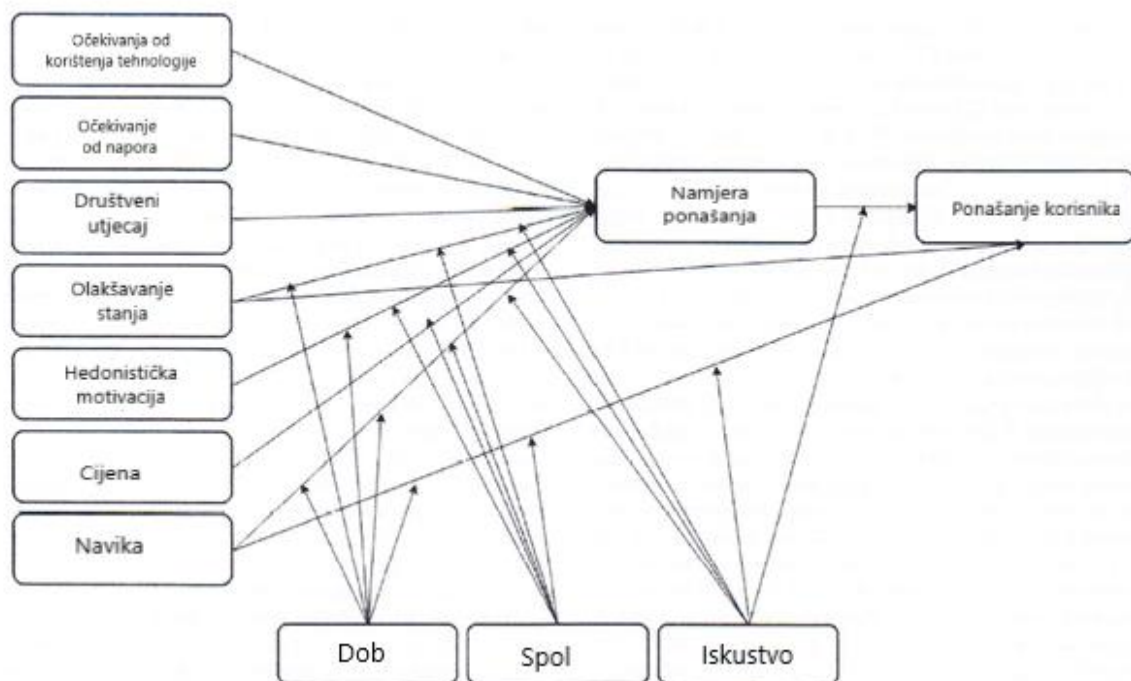 Očekivanja od
korištenja tehnologije
Očekivanje
od napora
Društveni
utjecaj
Olakšavanje
stanja
Hedonistička
motivacija
Cijena
Navika
Namjera
ponašanja
Ponašanje korisnika
Dob
Spol
Iskustvo